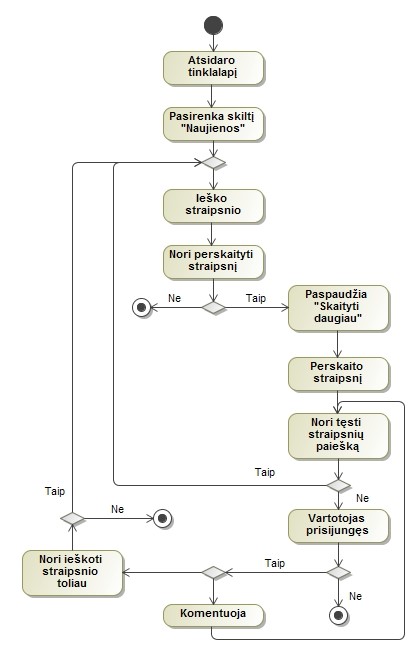 Atsidaro
tinklalapį
Pasirenka skiltį
"Naujienos"
Ieško
straipsnio
Nori perskaityti
straipsnį
Ne
Taip
Paspaudžia
"Skaityti
daugiau"
Perskaito
straipsnį
Nori tęsti
straipsnių
paiešką
Taip
Ne
Taip
Ne
Vartotojas
prisijungęs
Nori ieškoti
straipsnio
toliau
Taip
Ne
Komentuoja